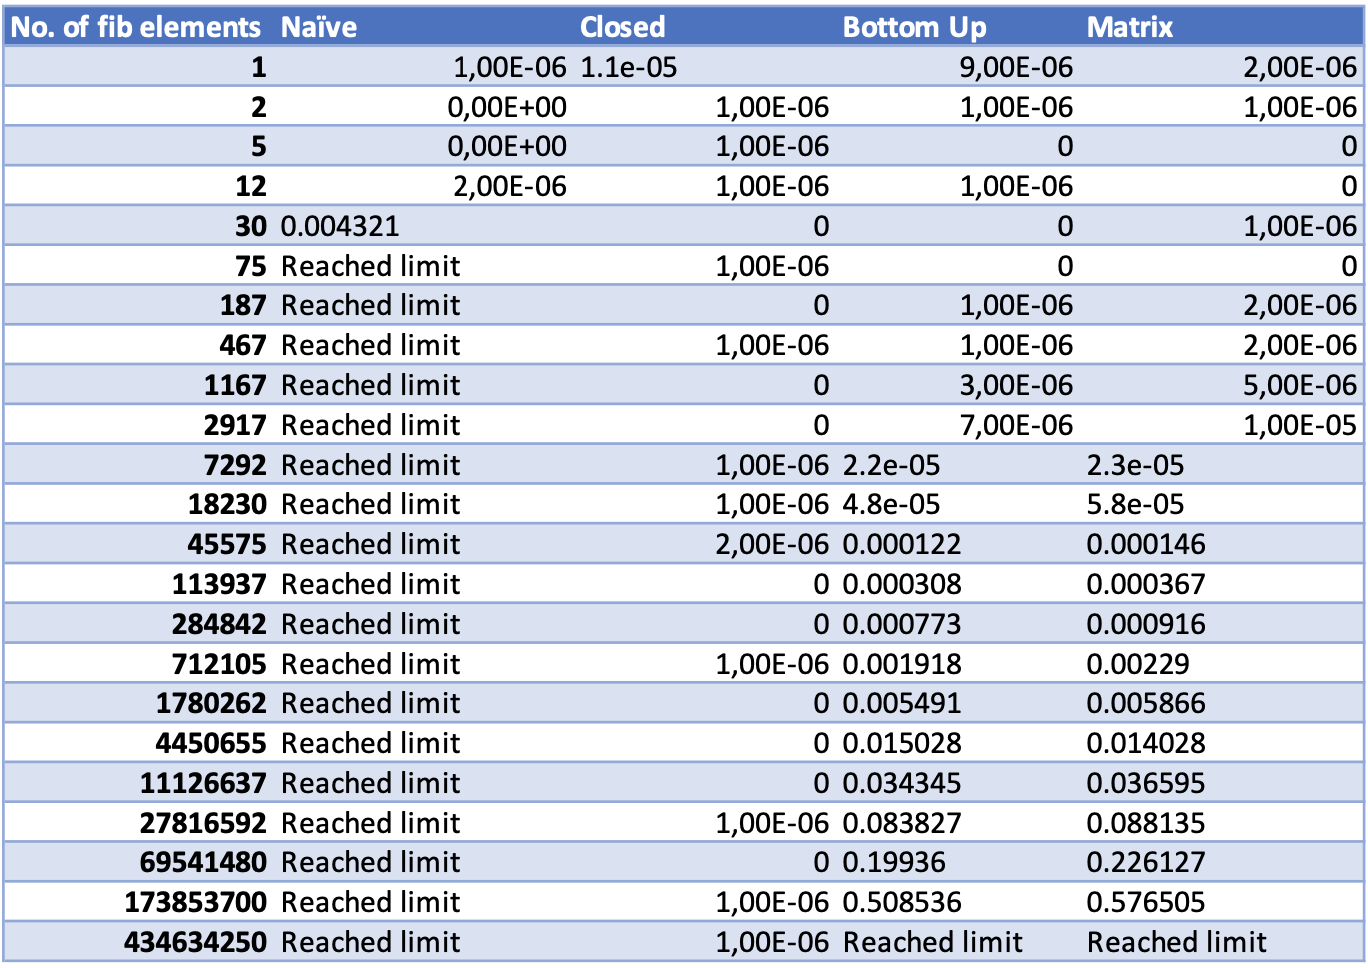 No. of fib elements Naïve Closed Bottom Up Matrix
1 1,00E-06 1.1e-05 9,00E-06 2,00E-06
2 0,00E+00 1,00E-06 1,00E-06 1,00E-06
5 0,00E+00 1,00E-06 0 0
12 2,00E-06 1,00E-06 1,00E-06 0
30 0.004321 0 0 1,00E-06
75 Reached limit 1,00E-06 0 0
187 Reached limit 0 1,00E-06 2,00E-06
467 Reached limit 1,00E-06 1,00E-06 2,00E-06
1167 Reached limit 0 3,00E-06 5,00E-06
2917 Reached limit 0 7,00E-06 1,00E-05
7292 Reached limit 1,00E-06 2.2e-05 2.3e-05
18230 Reached limit 1,00E-06 4.8e-05 5.8e-05
45575 Reached limit 2,00E-06 0.000122 0.000146
113937 Reached limit 0 0.000308 0.000367
284842 Reached limit 0 0.000773 0.000916
712105 Reached limit 1,00E-06 0.001918 0.00229
1780262 Reached limit 0 0.005491 0.005866
4450655 Reached limit 0 0.015028 0.014028
11126637 Reached limit 0 0.034345 0.036595
27816592 Reached limit 1,00E-06 0.083827 0.088135
69541480 Reached limit 0 0.19936 0.226127
173853700 Reached limit 1,00E-06 0.508536 0.576505
434634250 Reached limit 1,00E-06 Reached limit Reached limit